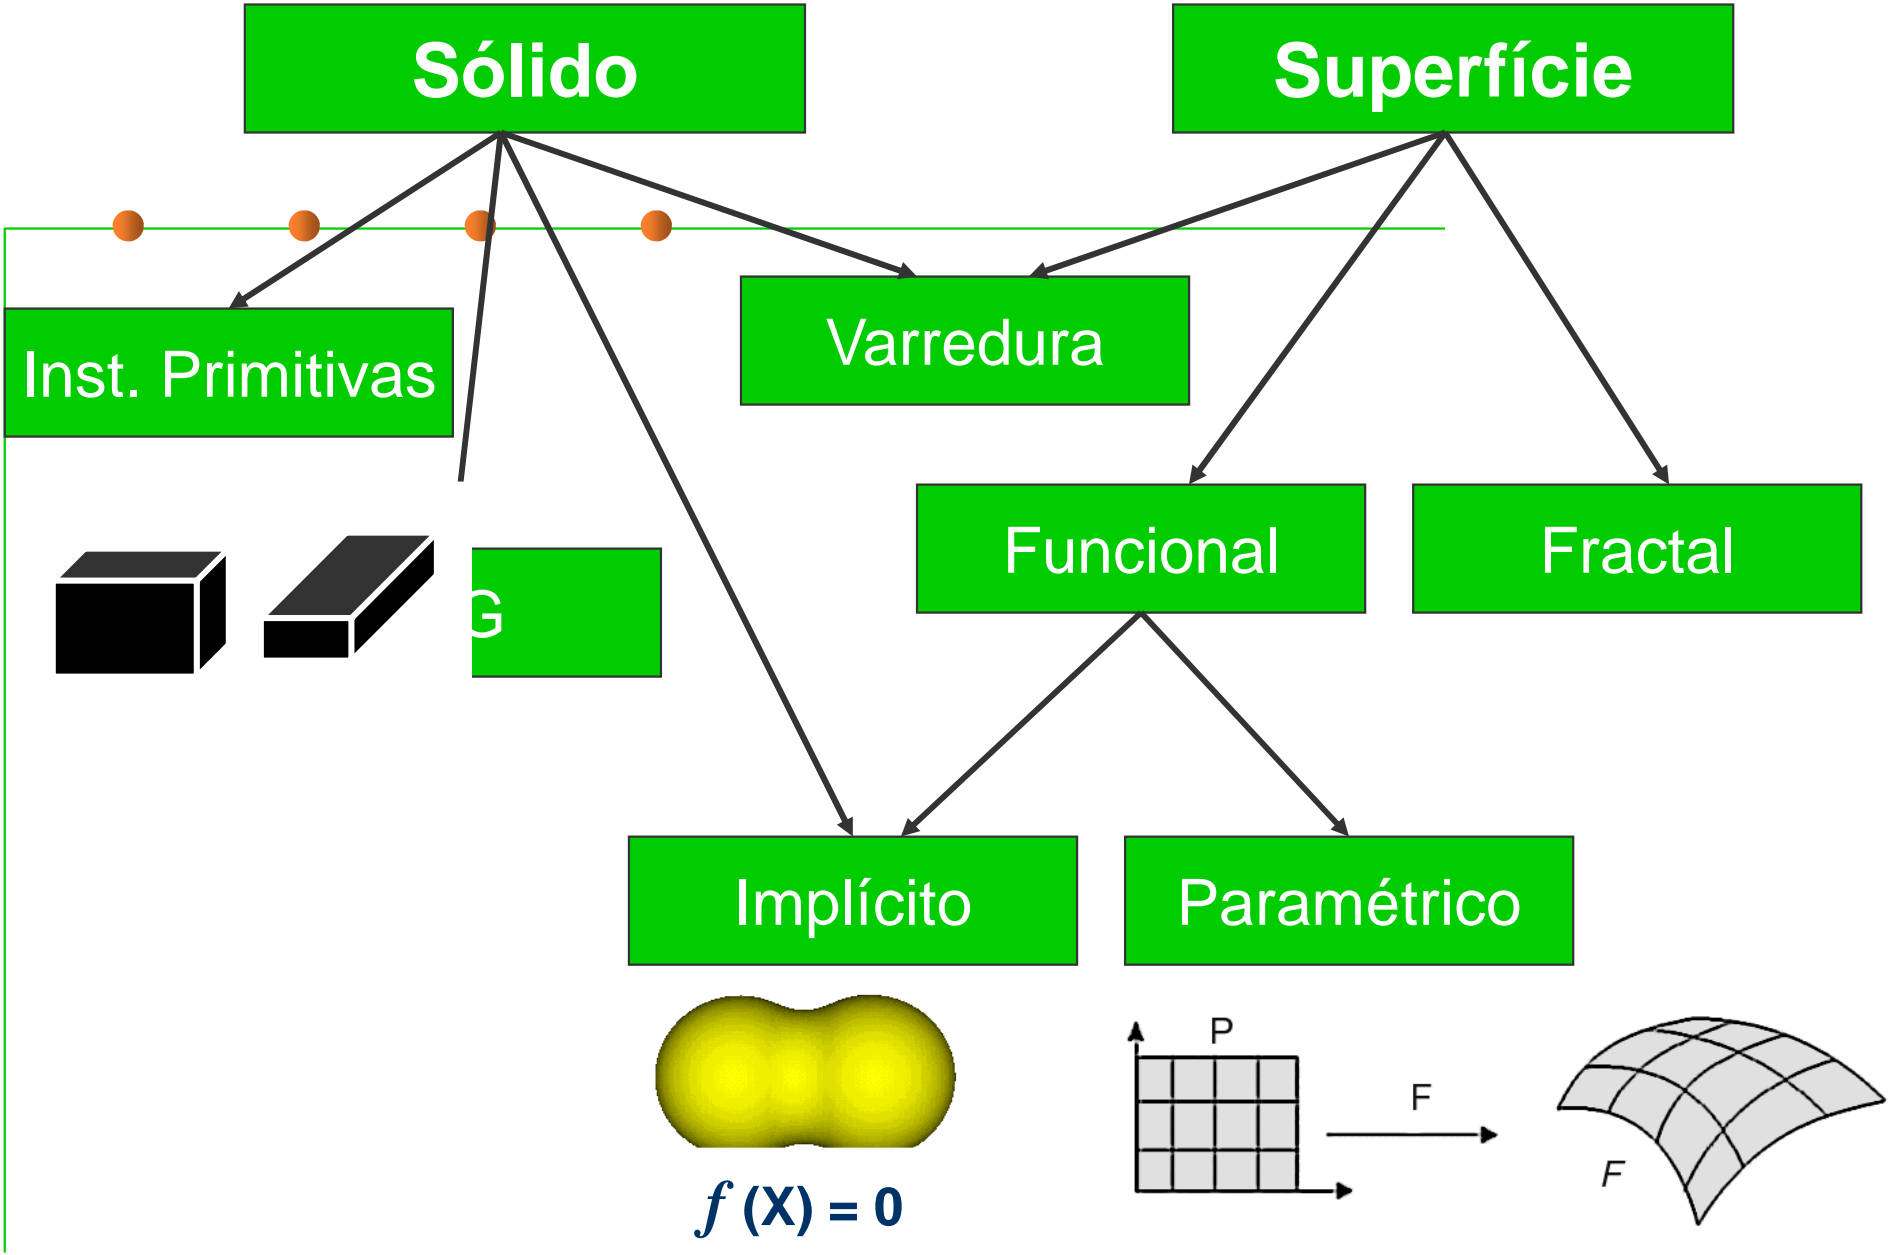 Sólido
Superfície
Inst. Primitivas
Varredura
Funcional
Fractal
G
Implícito
Paramétrico
P
F
F
f (X) = 0